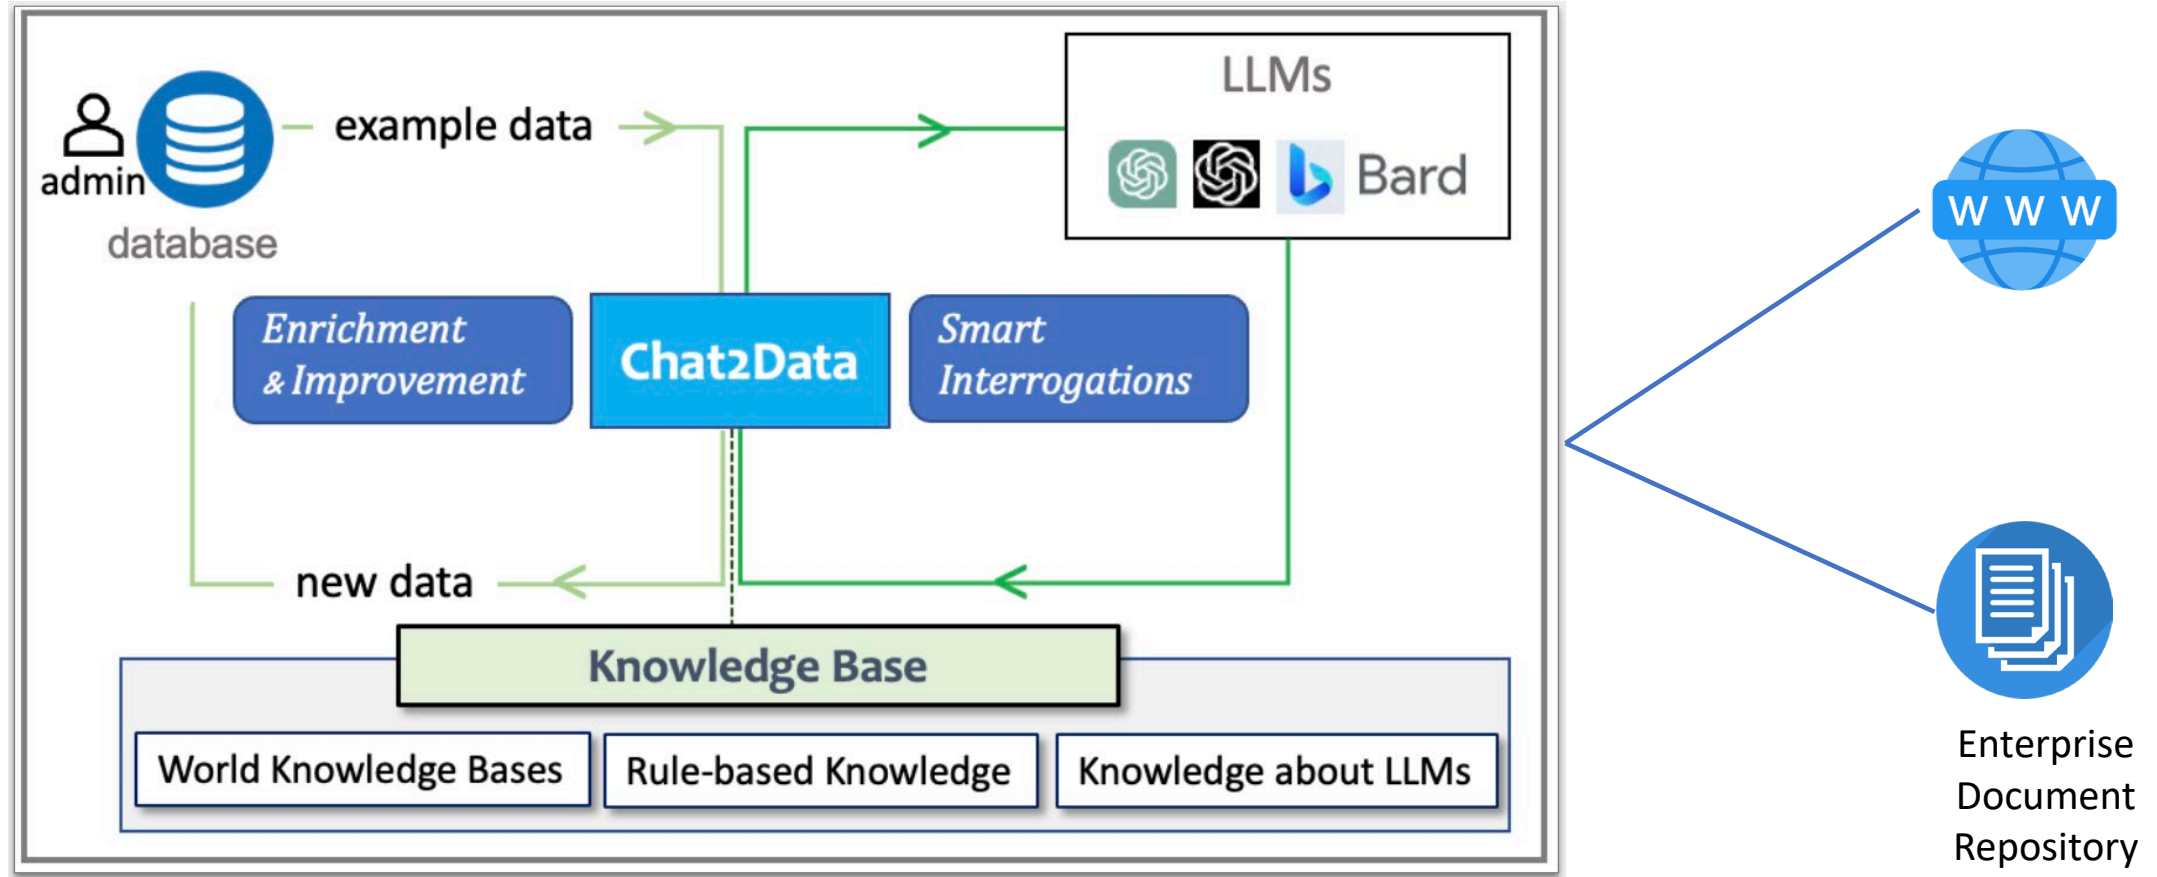 LLMs
example data
admin
Bard
W W W
database
Enrichment
& Improvement
Chat2Data
Smart
Interrogations
new data
Knowledge Base
World Knowledge Bases
Rule-based Knowledge
Knowledge about LLMs
Enterprise
Document
Repository